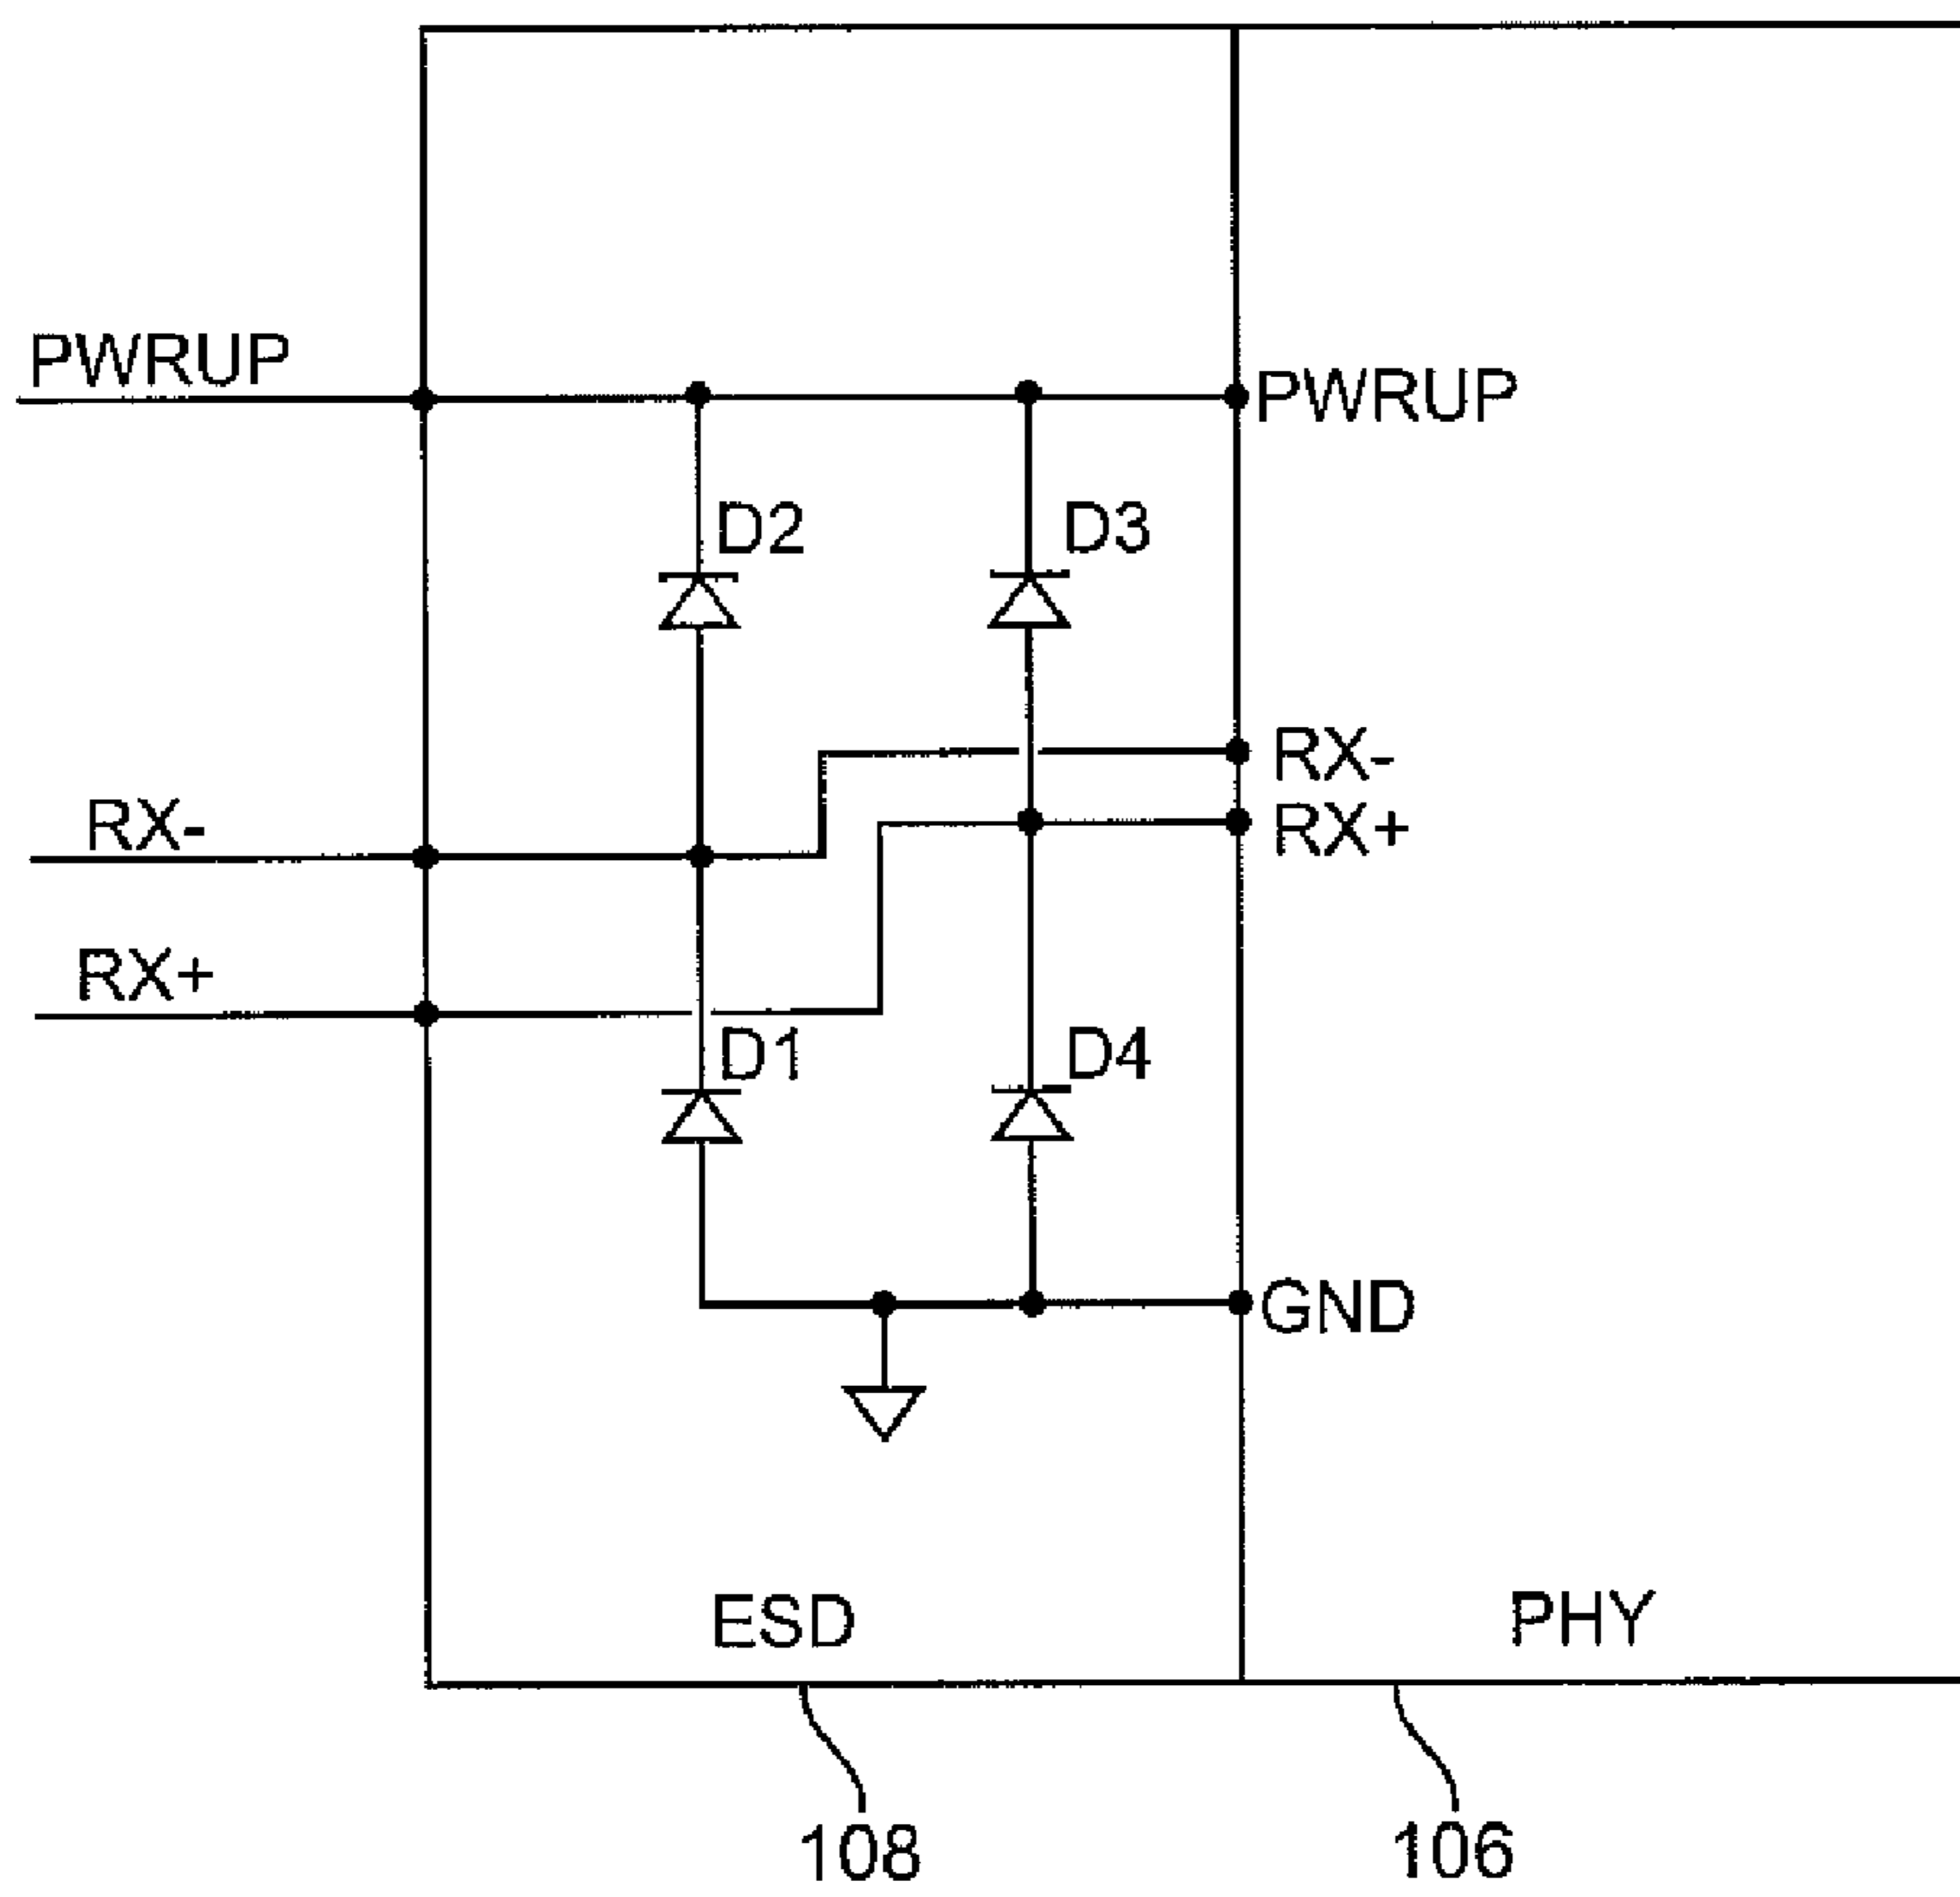 PWRUP
PWRUP
D2
D3
RX-
RX-
RX+
RX+
D1
D4
GND
ESD
PHY
108
106